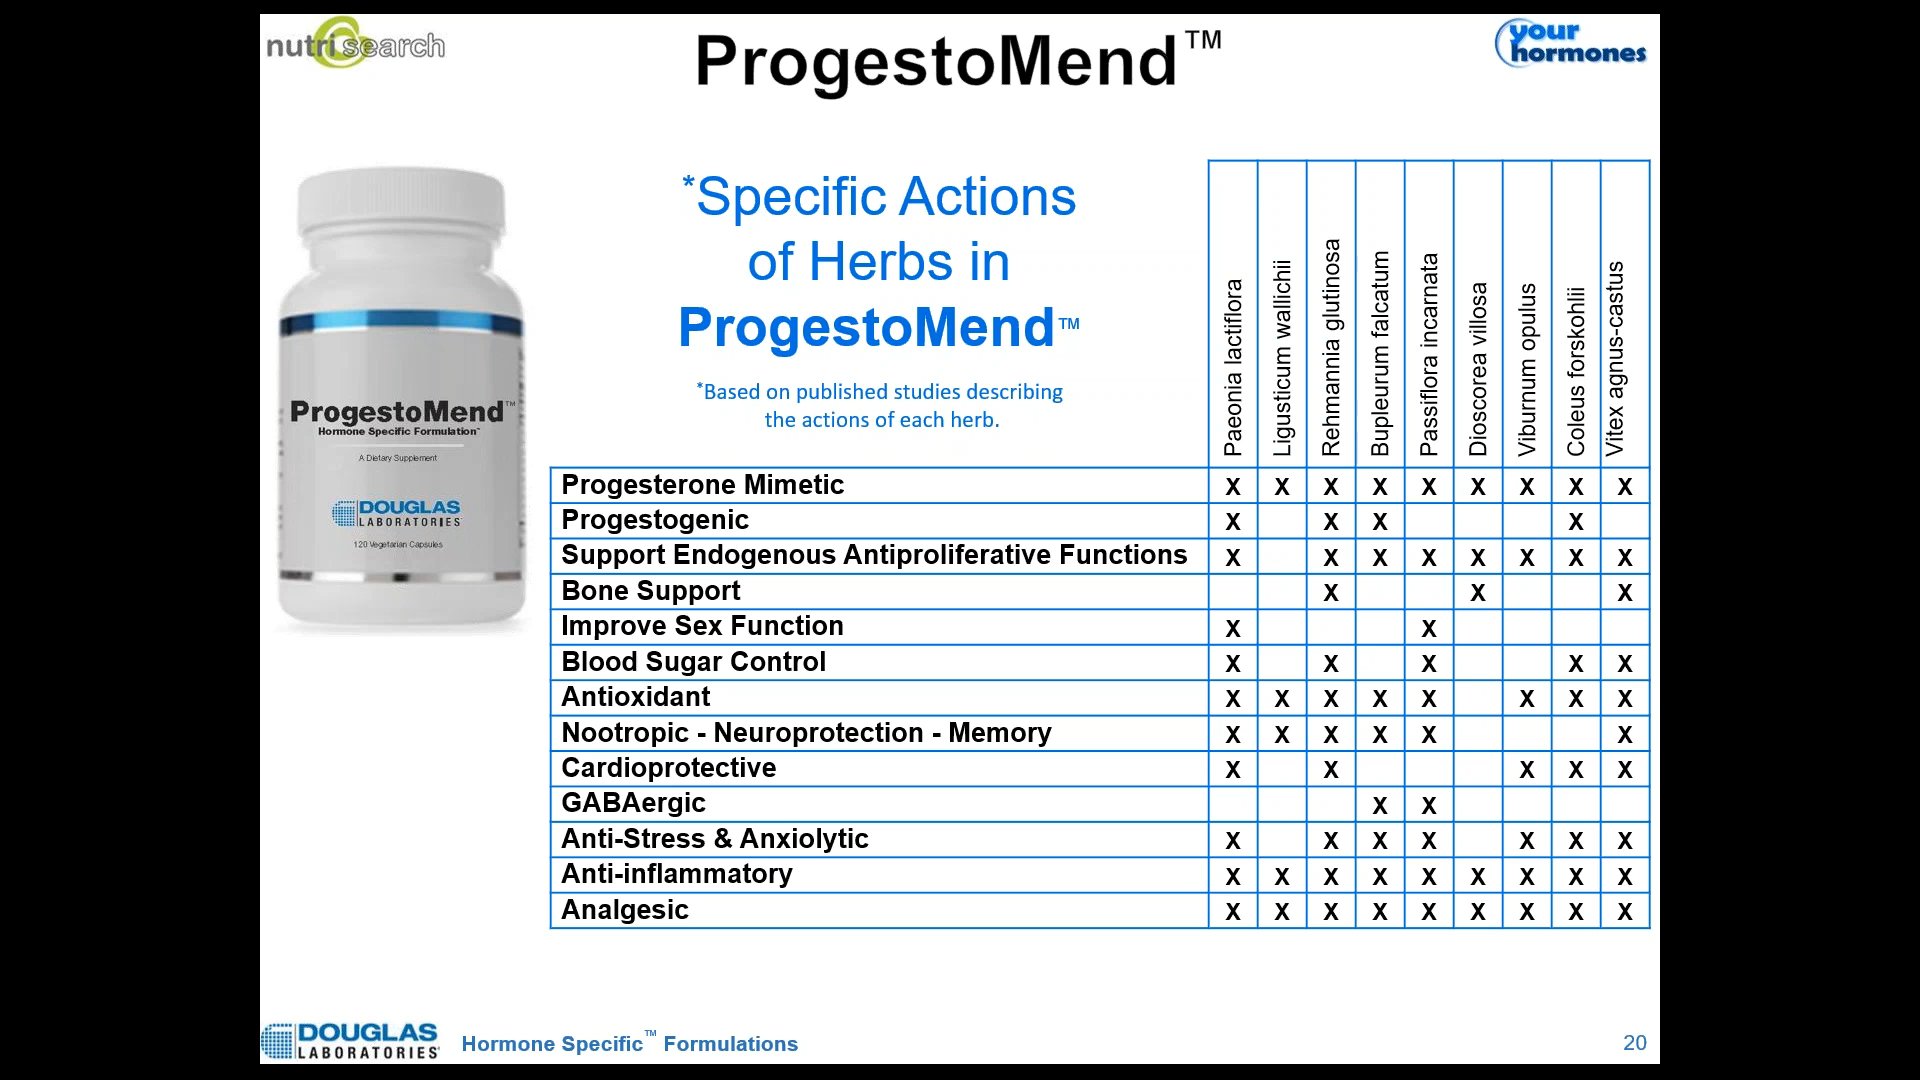 nutrisearch
ProgestoMend™
your
hormones
*Specific Actions
of Herbs in
ProgestoMend™
*Based on published studies describing
the actions of each herb.
Paeonia lactiflora
Ligusticum wallichii
Rehmannia glutinosa
Bupleurum falcatum
Passiflora incarnata
Dioscorea villosa
Viburnum opulus
Coleus forskohlii
Vitex agnus-castus
ProgestoMend™
Hormone Specific Formulation™
A Dietary Supplement
DOUGLAS
LABORATORIES
120 Vegetarian Capsules
Progesterone Mimetic X X X X X X X X X
Progestogenic X X X X
Support Endogenous Antiproliferative Functions X X X X X X X X
Bone Support X X X
Improve Sex Function X X
Blood Sugar Control X X X X X
Antioxidant X X X X X X X X
Nootropic - Neuroprotection - Memory X X X X X X
Cardioprotective X X X X X
GABAergic X X
Anti-Stress & Anxiolytic X X X X X X X
Anti-inflammatory X X X X X X X X X
Analgesic X X X X X X X X X
DOUGLAS
LABORATORIES
Hormone Specific™ Formulations
20